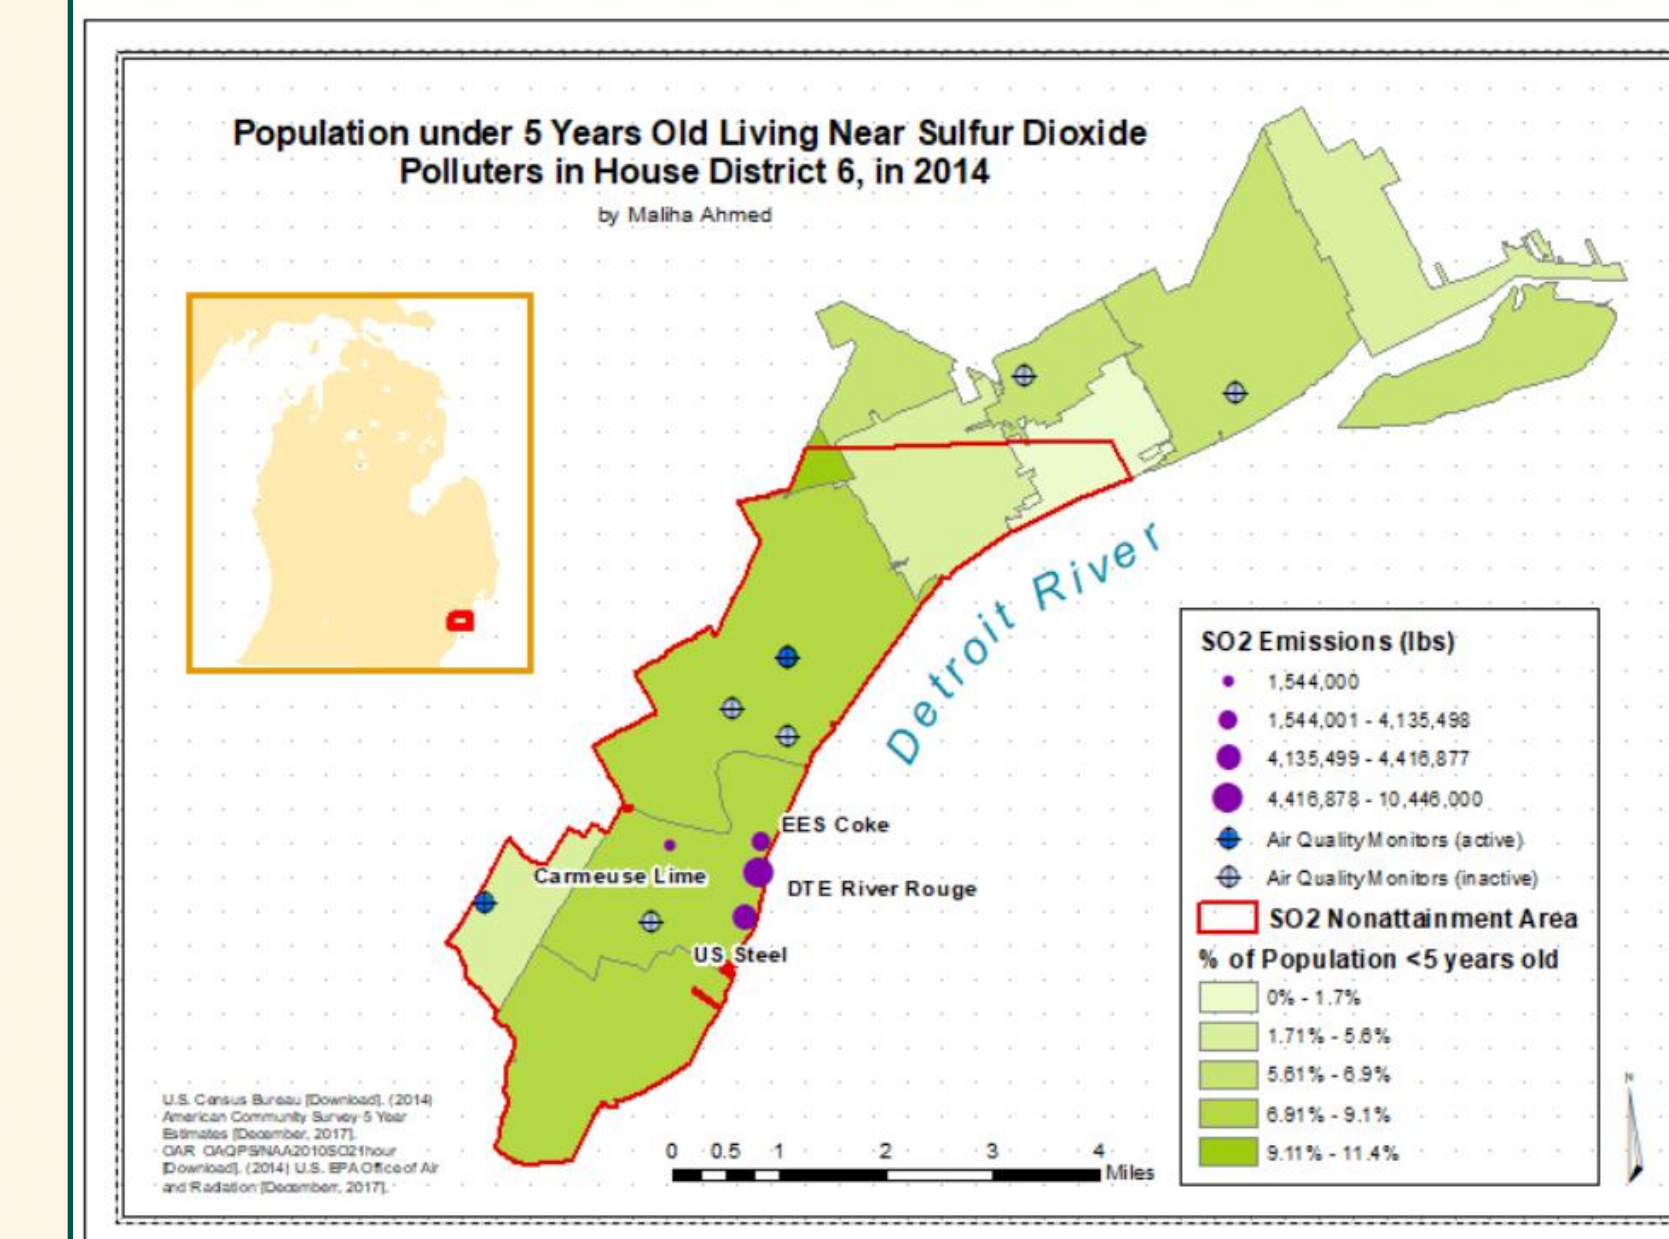 Population under 5 Years Old Living Near Sulfur Dioxide
Polluters in House District 6, in 2014
by Maliha Ahmed
Detroit River
EES Coke
Carmeuse Lime
DTE River Rouge
US Steel
SO2 Emissions (lbs)
1,544,000
1,544,001 - 4,135,498
4,135,499 - 4,416,877
4,416,878 - 10,446,000
Air Quality Monitors (active)
Air Quality Monitors (inactive)
SO2 Nonattainment Area
% of Population <5 years old
0% - 1.7%
1.71% - 5.6%
5.61% - 6.9%
6.91% - 9.1%
9.11% - 11.4%
U.S. Census Bureau [Download]. (2014)
American Community Survey 5 Year
Estimates [December, 2017].
OAR OAQPS NAA2010SO21hour
[Download]. (2014) U.S. EPA Office of Air
and Radiation [Decemberr, 2017].
0 0.5 1 2 3 4
Miles
N